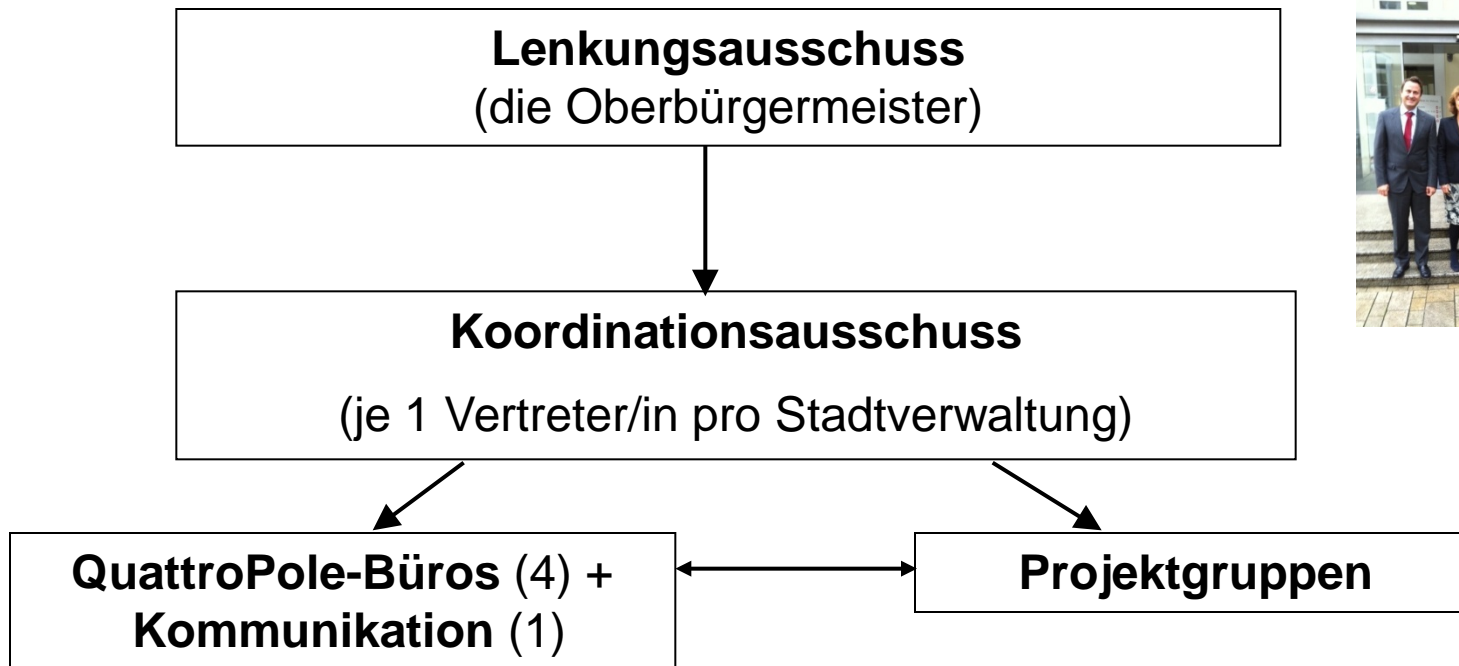 Lenkungsausschuss
(die Oberbürgermeister)
Koordinationsausschuss
(je 1 Vertreter/in pro Stadtverwaltung)
QuattroPole-Büros (4) +
Kommunikation (1)
Projektgruppen